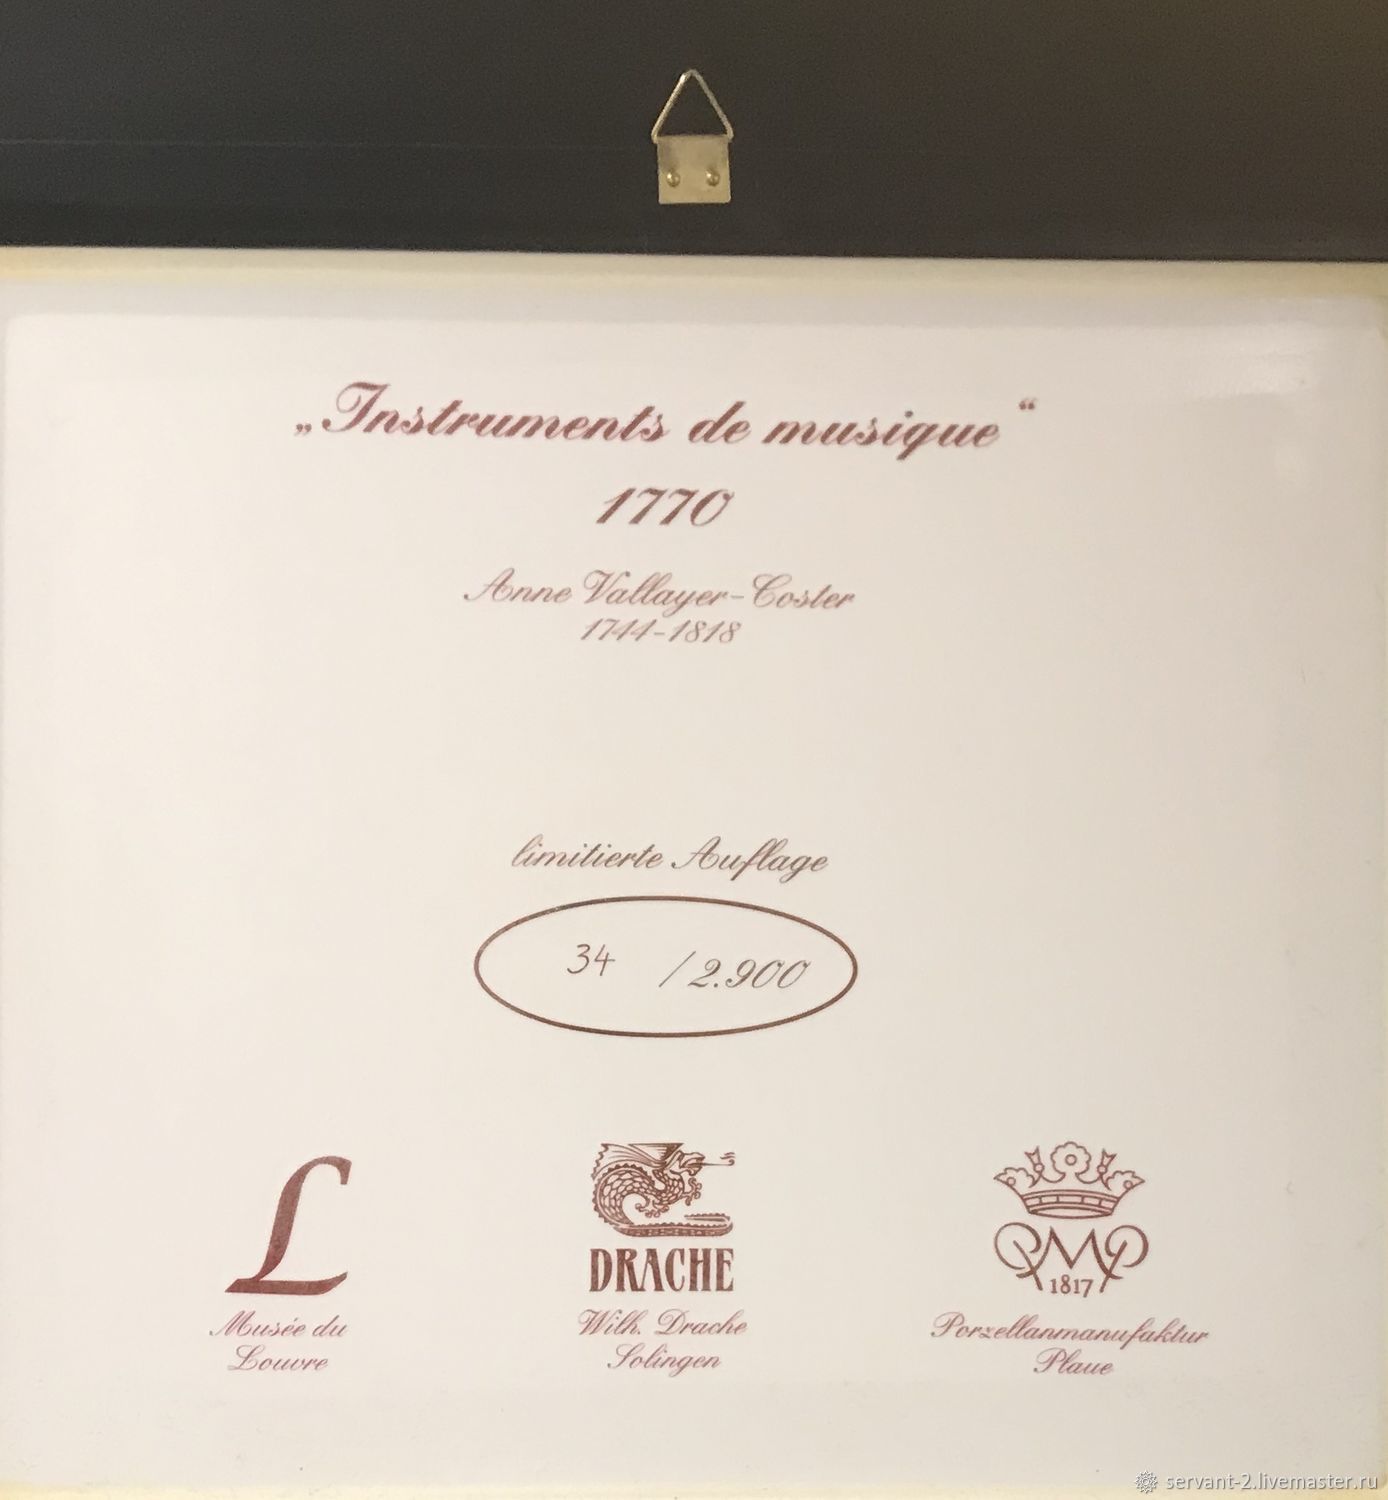 „Instruments de musique“
1770
Anne Vallayer-Coster
1744-1818
limitierte Auflage
34 / 2.900
L
Musée du
Louvre
DRACHE
Wilh. Drache
Solingen
PMP
1817
Porzellanmanufaktur
Plaue
servant-2.livemaster.ru